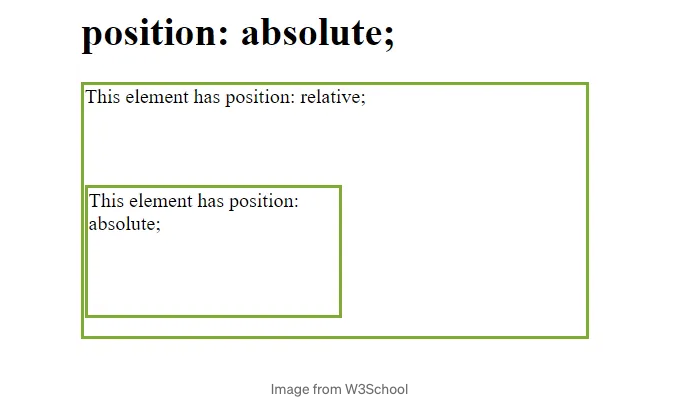 position: absolute;
This element has position: relative;
This element has position:
absolute;
Image from W3School